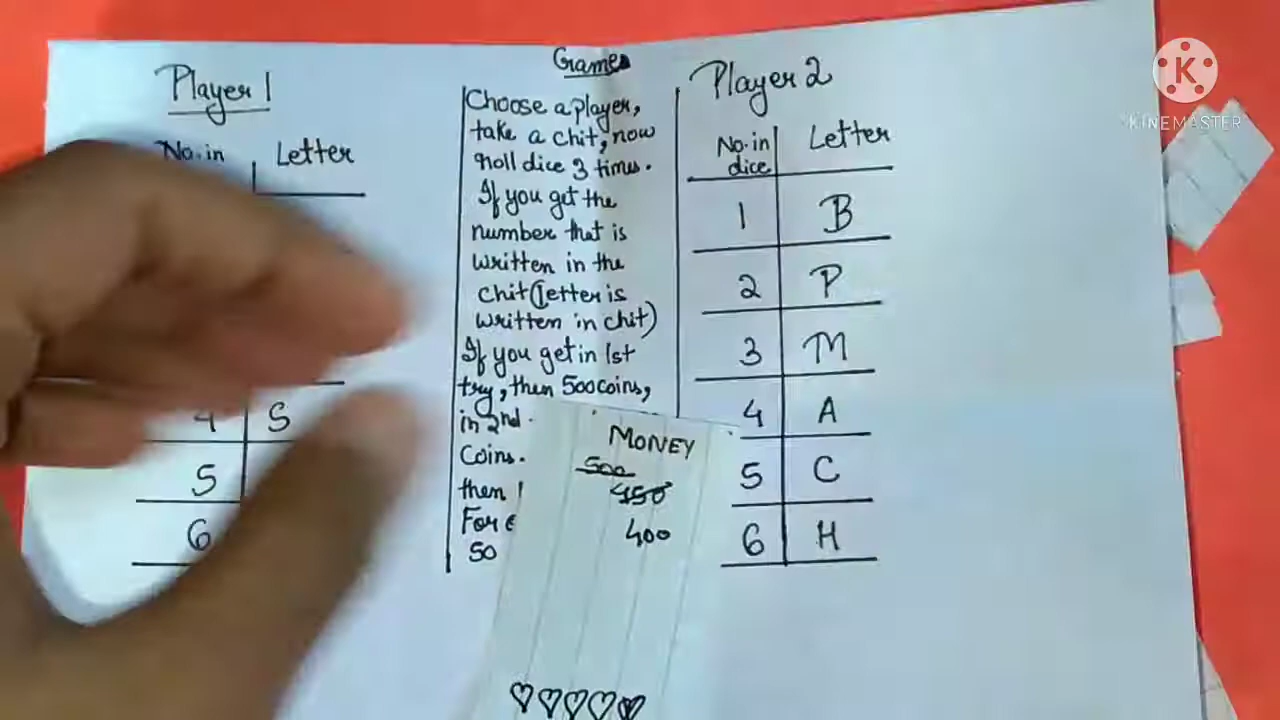 Game
Player 1
No. in
Letter
4 S
5
6
Choose a player,
take a chit, now
roll dice 3 times.
If you get the
number that is
written in the
chit (letter is
written in chit)
If you get in 1st
try, then 500 coins,
in 2nd
Coins.
then
For
50
MONEY
500
450
400
Player 2
No. in dice
Letter
1 B
2 P
3 M
4 A
5 C
6 H
K
KINEMASTER